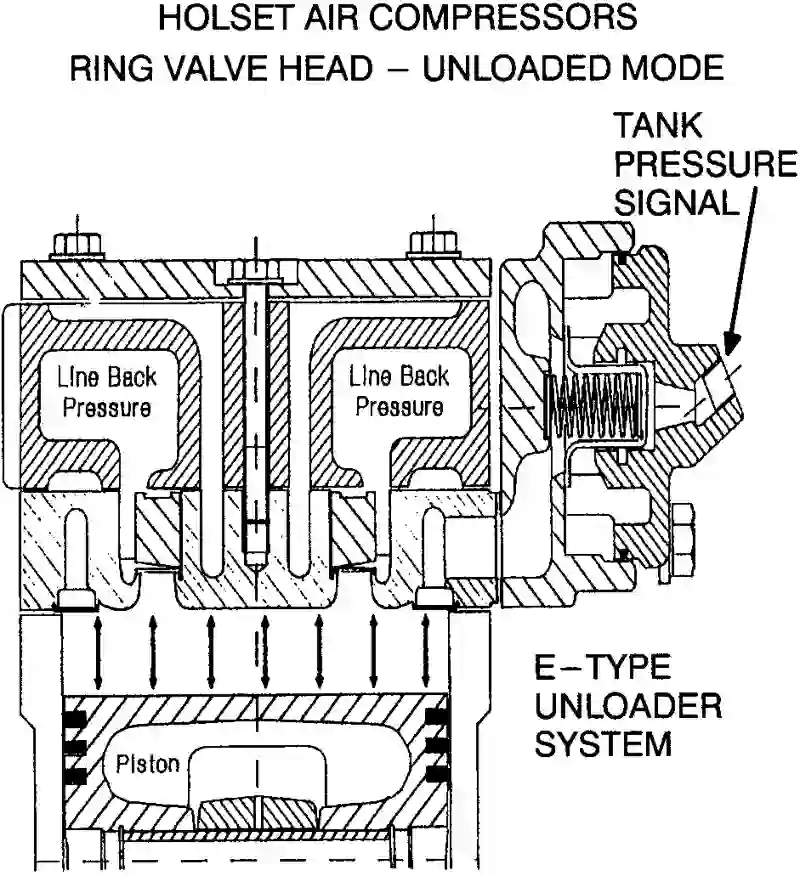 HOLSET AIR COMPRESSORS
RING VALVE HEAD – UNLOADED MODE
TANK
PRESSURE
SIGNAL
Line Back
Pressure
Line Back
Pressure
E–TYPE
UNLOADER
SYSTEM
Piston